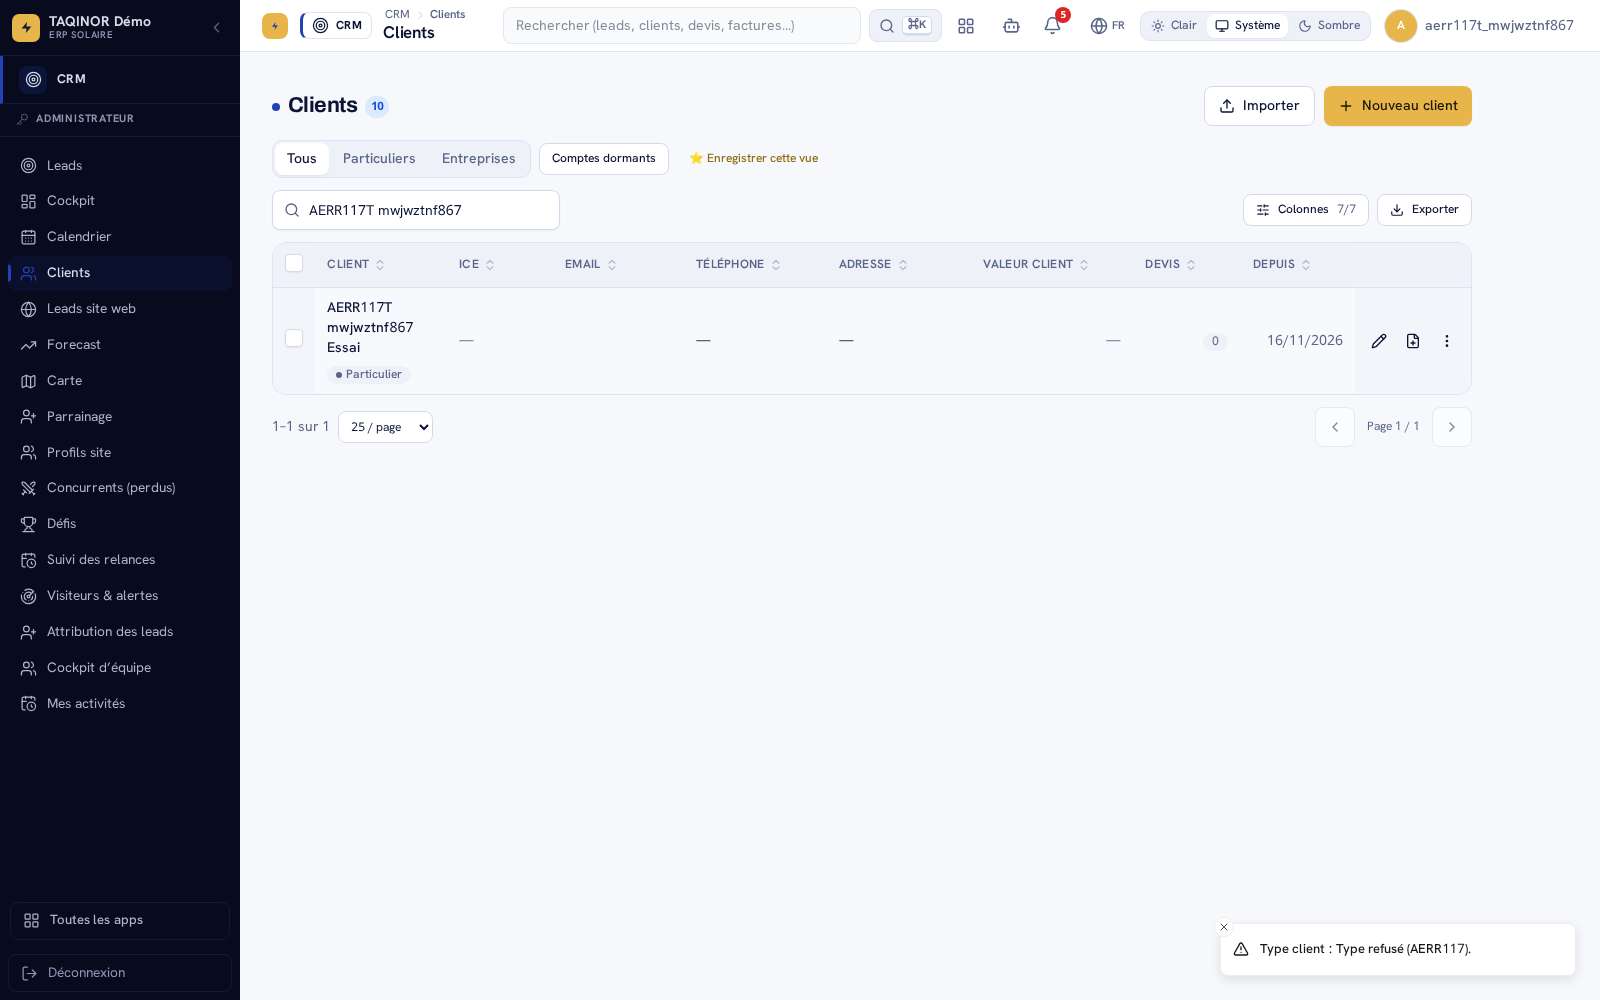 TAQINOR Démo
ERP SOLAIRE
CRM
ADMINISTRATEUR
Leads
Cockpit
Calendrier
Clients
Leads site web
Forecast
Carte
Parrainage
Profils site
Concurrents (perdus)
Défis
Suivi des relances
Visiteurs & alertes
Attribution des leads
Cockpit d’équipe
Mes activités
Toutes les apps
Déconnexion
CRM
CRM Clients
Clients
Rechercher (leads, clients, devis, factures…)
⌘K
5
FR
Clair
Système
Sombre
A
aerr117t_mwjwztnf867
Clients 10
Importer
Nouveau client
Tous
Particuliers
Entreprises
Comptes dormants
⭐ Enregistrer cette vue
AERR117T mwjwztnf867
Colonnes 7/7
Exporter
CLIENT
ICE
EMAIL
TÉLÉPHONE
ADRESSE
VALEUR CLIENT
DEVIS
DEPUIS
AERR117T
mwjwztnf867
Essai
Particulier
—
—
—
—
0
16/11/2026
1–1 sur 1
25 / page
Page 1 / 1
Type client : Type refusé (AERR117).